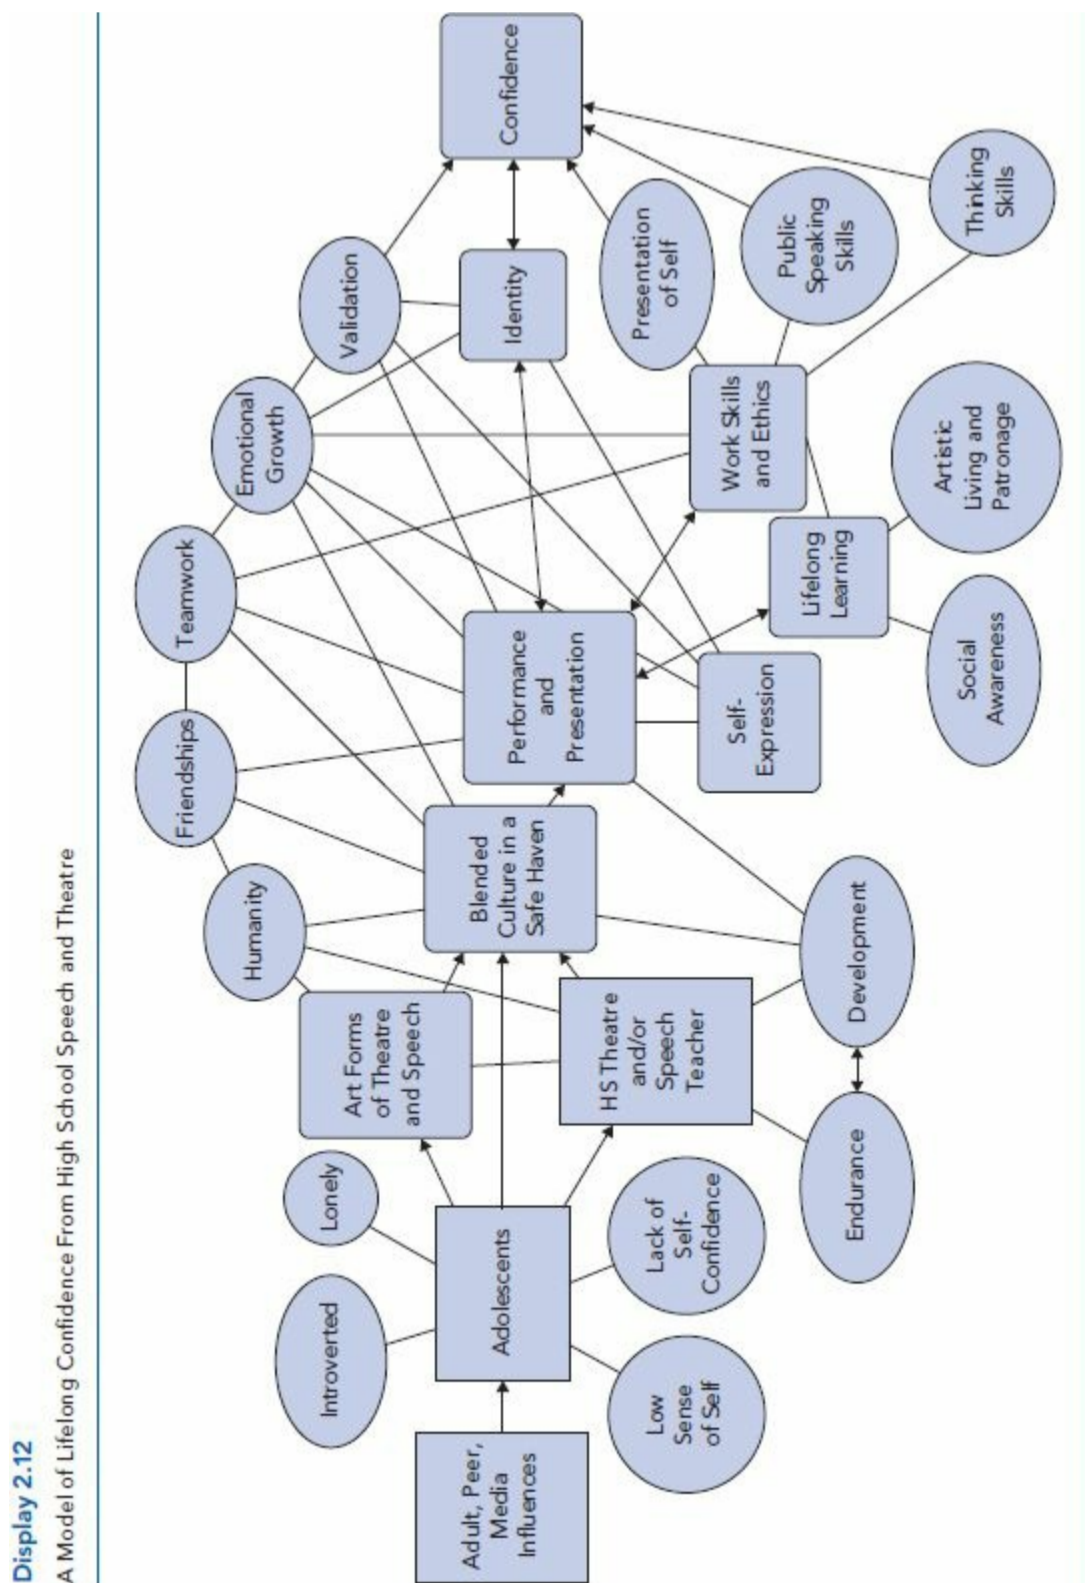 Display 2.12
A Model of Lifelong Confidence From High School Speech and Theatre
Adult, Peer,
Media
Influences
Introverted
Lonely
Adolescents
Low
Sense
of Self
Lack of
Self-
Confidence
Art Forms
of Theatre
and Speech
HS Theatre
and/or
Speech
Teacher
Endurance
Development
Humanity
Blended
Culture in a
Safe Haven
Friendships
Performance
and
Presentation
Self-
Expression
Teamwork
Emotional
Growth
Lifelong
Learning
Social
Awareness
Work Skills
and Ethics
Artistic
Living and
Patronage
Validation
Identity
Presentation
of Self
Public
Speaking
Skills
Thinking
Skills
Confidence